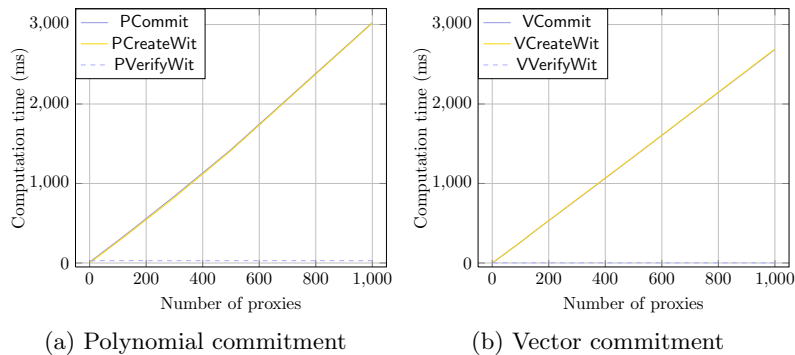 PCommit
PCreateWit
PVerifyWit
3,000
2,000
1,000
0
Computation time (ms)
0 200 400 600 800 1,000
Number of proxies
(a) Polynomial commitment
VCommit
VCreateWit
VVerifyWit
3,000
2,000
1,000
0
Computation time (ms)
0 200 400 600 800 1,000
Number of proxies
(b) Vector commitment